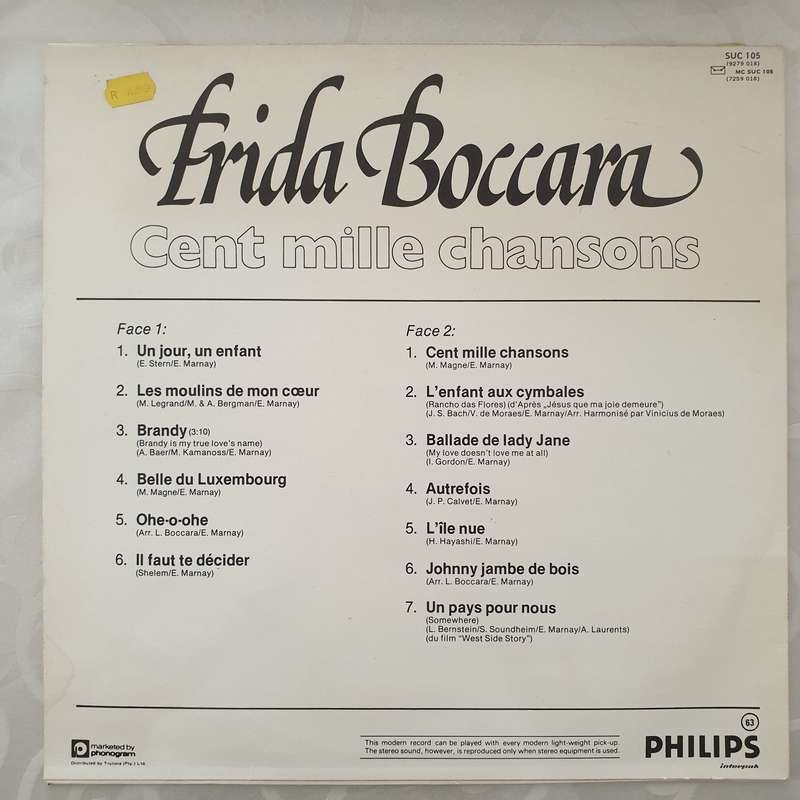 SUC 105
(9279 018)
MC SUC 105
(7259 018)
R
Frida Boccara
Cent mille chansons
Face 1:
1. Un jour, un enfant
(E. Stern/E. Marnay)
2. Les moulins de mon cœur
(M. Legrand/M. & A. Bergman/E. Marnay)
3. Brandy (3:10)
(Brandy is my true love's name)
(A. Baer/M. Kamanoss/E. Marnay)
4. Belle du Luxembourg
(M. Magne/E. Marnay)
5. Ohe-o-ohe
(Arr. L. Boccara/E. Marnay)
6. Il faut te décider
(Shelem/E. Marnay)
Face 2:
1. Cent mille chansons
(M. Magne/E. Marnay)
2. L'enfant aux cymbales
(Rancho das Flores) (d'Après „Jésus que ma joie demeure")
(J. S. Bach/V. de Moraes/E. Marnay/Arr. Harmonisé par Vinicius de Moraes)
3. Ballade de lady Jane
(My love doesn't love me at all)
(I. Gordon/E. Marnay)
4. Autrefois
(J. P. Calvet/E. Marnay)
5. L'île nue
(H. Hayashi/E. Marnay)
6. Johnny jambe de bois
(Arr. L. Boccara/E. Marnay)
7. Un pays pour nous
(Somewhere)
(L. Bernstein/S. Soundheim/E. Marnay/A. Laurents)
(du film "West Side Story")
marketed by
phonogram
Distributed by (Pty.)
This modern record can be played with every modern light-weight pick-up.
The stereo sound, however, is reproduced only when stereo equipment is used.
63
PHILIPS
interpak